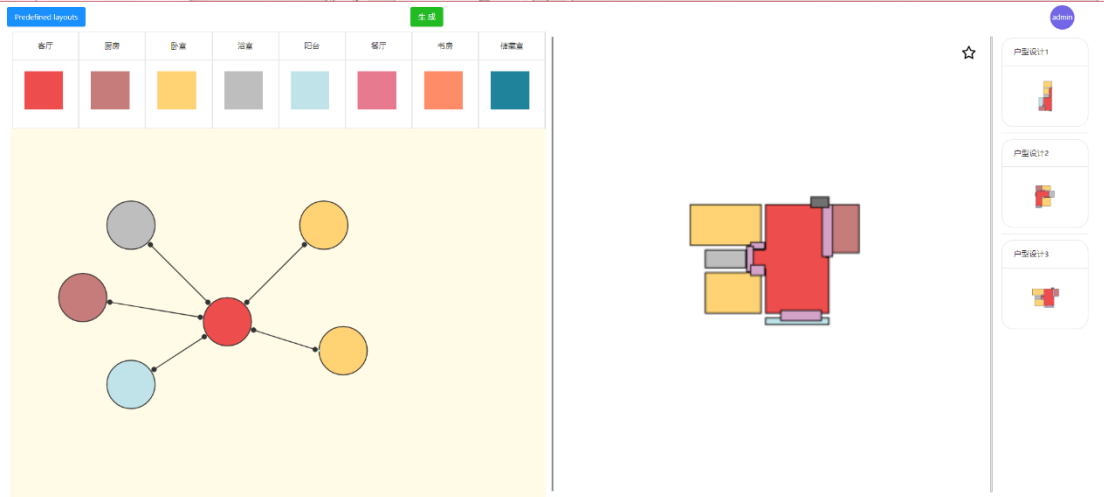 Predefined layouts
生 成
admin
客厅 厨房 卧室 浴室 阳台 餐厅 书房 储藏室
户型设计1
户型设计2
户型设计3